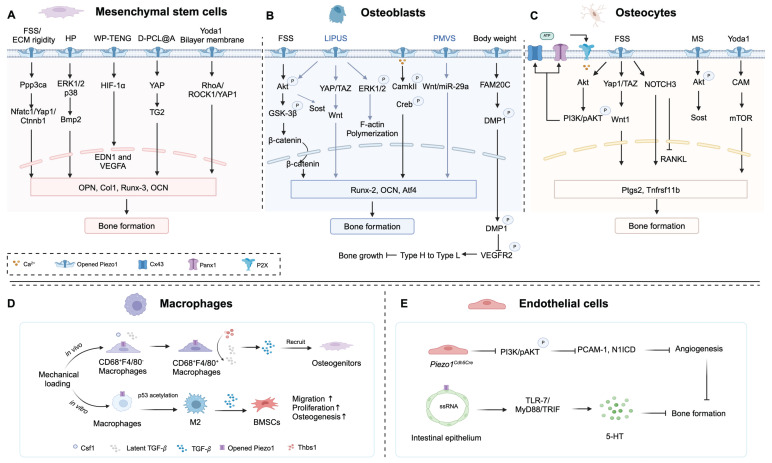 A
Mesenchymal stem cells
FSS/
ECM rigidity
HP
WP-TENG
D-PCL@A
Yoda1
Bilayer membrane
Ppp3ca
ERK1/2
p38
HIF-1α
YAP
RhoA/
ROCK1/YAP1
Nfatc1/Yap1/
Ctnnb1
Bmp2
TG2
EDN1 and
VEGFA
OPN, Col1, Runx-3, OCN
Bone formation
B
Osteoblasts
FSS
LIPUS
PMVS
Body weight
Akt
P
YAP/TAZ
ERK1/2
P
CamkII
P
Wnt/miR-29a
FAM20C
Sost
GSK-3β
P
Wnt
Creb
P
F-actin
Polymerization
DMP1
P
β-catenin
β-catenin
Runx-2, OCN, Atf4
Bone formation
DMP1
P
VEGFR2
P
Type H to Type L
Bone growth
C
Osteocytes
ATP
FSS
MS
Yoda1
Akt
Yap1/TAZ
NOTCH3
Akt
P
CAM
PI3K/pAKT
P
Wnt1
Sost
mTOR
RANKL
Ptgs2, Tnfrsf11b
Bone formation
Ca²⁺
Opened Piezo1
Cx43
Panx1
P2X
D
Macrophages
in vivo
CD68⁺F4/80⁻
Macrophages
CD68⁺F4/80⁺
Macrophages
Recruit
Osteogenitors
Mechanical
loading
in vitro
Macrophages
p53 acetylation
M2
BMSCs
Migration ↑
Proliferation↑
Osteogenesis↑
Csf1
Latent TGF-β
TGF-β
Opened Piezo1
Thbs1
E
Endothelial cells
Piezo1
PI3K/pAKT
P
PCAM-1, N1ICD
Angiogenesis
ssRNA
TLR-7/
MyD88/TRIF
5-HT
Bone formation
Intestinal epithelium